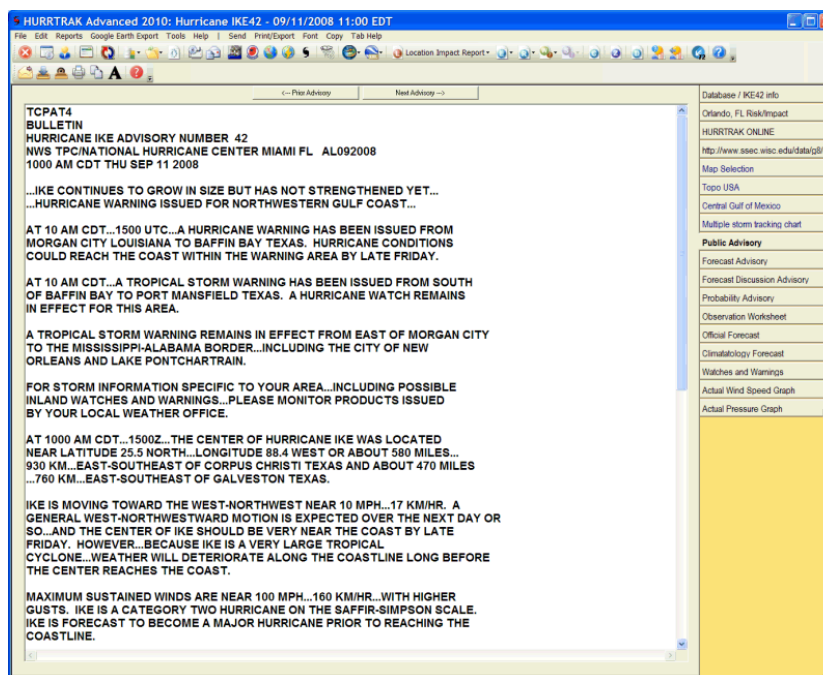 HURRTRAK Advanced 2010: Hurricane IKE42 - 09/11/2008 11:00 EDT
File Edit Reports Google Earth Export Tools Help | Send Print/Export Font Copy Tab Help
Location Impact Report
<-- Prior Advisory Next Advisory -->
TCPAT4
BULLETIN
HURRICANE IKE ADVISORY NUMBER 42
NWS TPC/NATIONAL HURRICANE CENTER MIAMI FL AL092008
1000 AM CDT THU SEP 11 2008
...IKE CONTINUES TO GROW IN SIZE BUT HAS NOT STRENGTHENED YET...
...HURRICANE WARNING ISSUED FOR NORTHWESTERN GULF COAST...
AT 10 AM CDT...1500 UTC...A HURRICANE WARNING HAS BEEN ISSUED FROM
MORGAN CITY LOUISIANA TO BAFFIN BAY TEXAS. HURRICANE CONDITIONS
COULD REACH THE COAST WITHIN THE WARNING AREA BY LATE FRIDAY.
AT 10 AM CDT...A TROPICAL STORM WARNING HAS BEEN ISSUED FROM SOUTH
OF BAFFIN BAY TO PORT MANSFIELD TEXAS. A HURRICANE WATCH REMAINS
IN EFFECT FOR THIS AREA.
A TROPICAL STORM WARNING REMAINS IN EFFECT FROM EAST OF MORGAN CITY
TO THE MISSISSIPPI-ALABAMA BORDER...INCLUDING THE CITY OF NEW
ORLEANS AND LAKE PONTCHARTRAIN.
FOR STORM INFORMATION SPECIFIC TO YOUR AREA...INCLUDING POSSIBLE
INLAND WATCHES AND WARNINGS...PLEASE MONITOR PRODUCTS ISSUED
BY YOUR LOCAL WEATHER OFFICE.
AT 1000 AM CDT...1500Z...THE CENTER OF HURRICANE IKE WAS LOCATED
NEAR LATITUDE 25.5 NORTH...LONGITUDE 88.4 WEST OR ABOUT 580 MILES...
930 KM...EAST-SOUTHEAST OF CORPUS CHRISTI TEXAS AND ABOUT 470 MILES
...760 KM...EAST-SOUTHEAST OF GALVESTON TEXAS.
IKE IS MOVING TOWARD THE WEST-NORTHWEST NEAR 10 MPH...17 KM/HR. A
GENERAL WEST-NORTHWESTWARD MOTION IS EXPECTED OVER THE NEXT DAY OR
SO...AND THE CENTER OF IKE SHOULD BE VERY NEAR THE COAST BY LATE
FRIDAY. HOWEVER...BECAUSE IKE IS A VERY LARGE TROPICAL
CYCLONE...WEATHER WILL DETERIORATE ALONG THE COASTLINE LONG BEFORE
THE CENTER REACHES THE COAST.
MAXIMUM SUSTAINED WINDS ARE NEAR 100 MPH...160 KM/HR...WITH HIGHER
GUSTS. IKE IS A CATEGORY TWO HURRICANE ON THE SAFFIR-SIMPSON SCALE.
IKE IS FORECAST TO BECOME A MAJOR HURRICANE PRIOR TO REACHING THE
COASTLINE.
Database / IKE42 info
Orlando, FL Risk/Impact
HURRTRAK ONLINE
http://www.ssec.wisc.edu/data/g8/
Map Selection
Topo USA
Central Gulf of Mexico
Multiple storm tracking chart
Public Advisory
Forecast Advisory
Forecast Discussion Advisory
Probability Advisory
Observation Worksheet
Official Forecast
Climatatology Forecast
Watches and Warnings
Actual Wind Speed Graph
Actual Pressure Graph